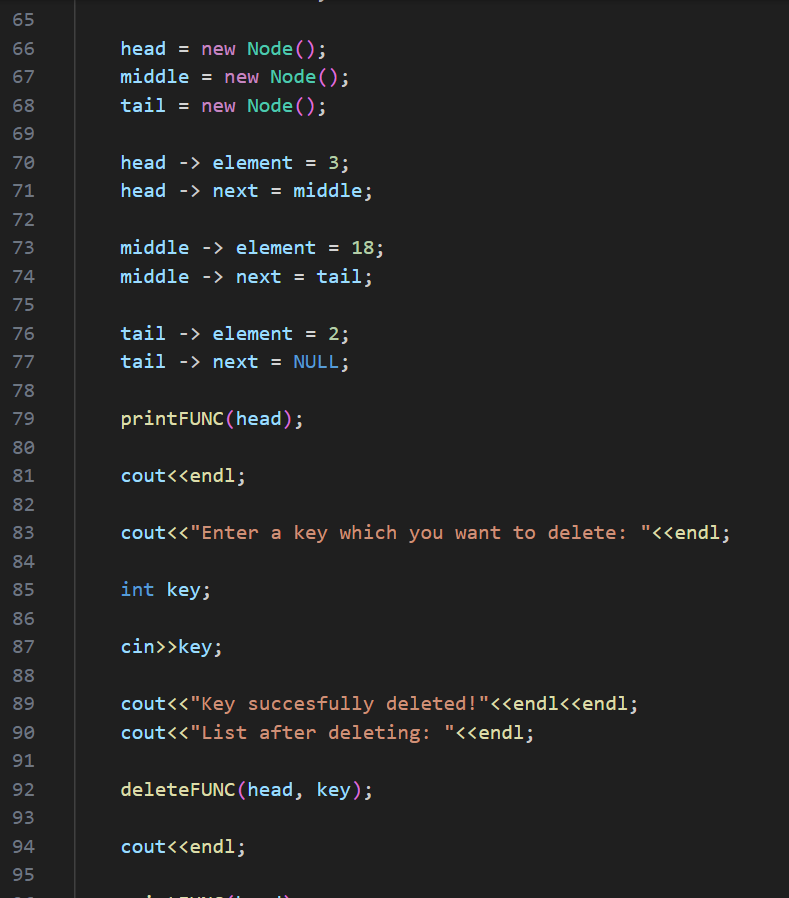 65
66 head = new Node();
67 middle = new Node();
68 tail = new Node();
69
70 head -> element = 3;
71 head -> next = middle;
72
73 middle -> element = 18;
74 middle -> next = tail;
75
76 tail -> element = 2;
77 tail -> next = NULL;
78
79 printFUNC(head);
80
81 cout<<endl;
82
83 cout<<"Enter a key which you want to delete: "<<endl;
84
85 int key;
86
87 cin>>key;
88
89 cout<<"Key succesfully deleted!"<<endl<<endl;
90 cout<<"List after deleting: "<<endl;
91
92 deleteFUNC(head, key);
93
94 cout<<endl;
95